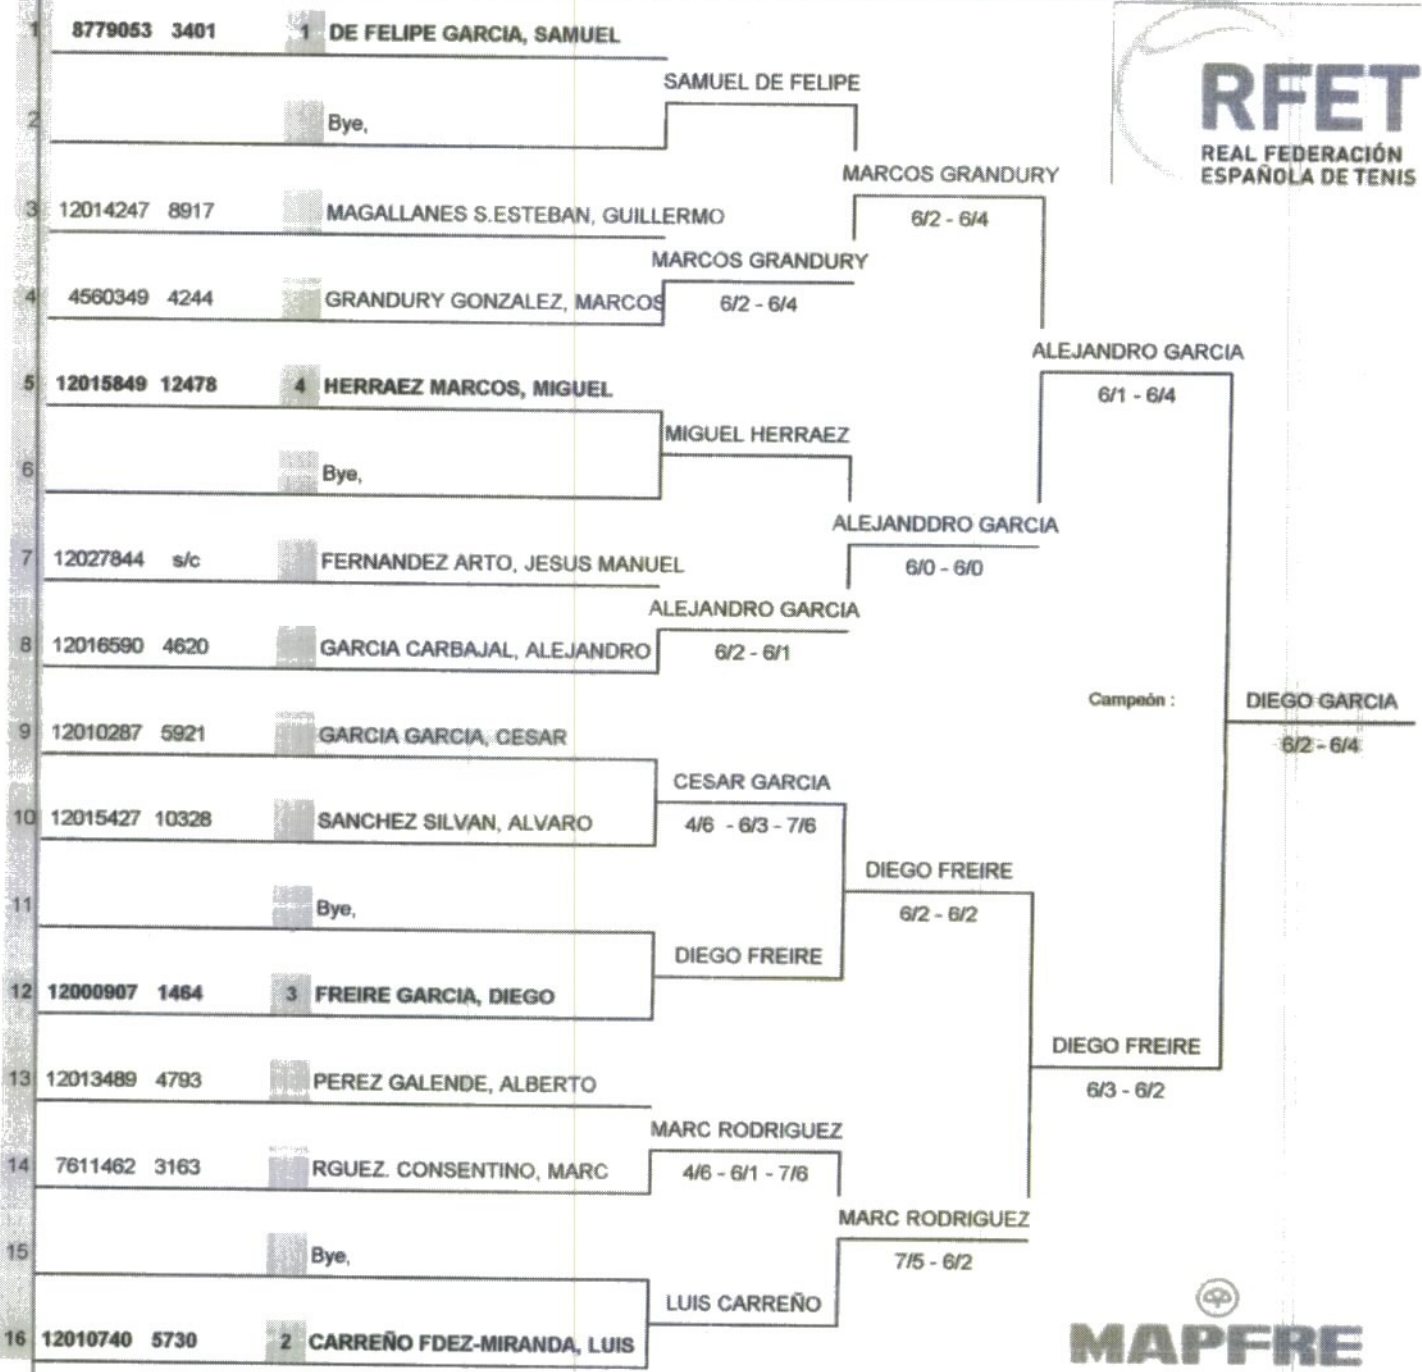 1 8779053 3401 1 DE FELIPE GARCIA, SAMUEL
SAMUEL DE FELIPE
2 Bye,
RFET
REAL FEDERACIÓN
ESPAÑOLA DE TENIS
MARCOS GRANDURY
6/2 - 6/4
3 12014247 8917 MAGALLANES S.ESTEBAN, GUILLERMO
MARCOS GRANDURY
6/2 - 6/4
4 4560349 4244 GRANDURY GONZALEZ, MARCOS
ALEJANDRO GARCIA
6/1 - 6/4
5 12015849 12478 4 HERRAEZ MARCOS, MIGUEL
MIGUEL HERRAEZ
6 Bye,
ALEJANDDRO GARCIA
6/0 - 6/0
7 12027844 s/c FERNANDEZ ARTO, JESUS MANUEL
ALEJANDRO GARCIA
6/2 - 6/1
8 12016590 4620 GARCIA CARBAJAL, ALEJANDRO
Campeón : DIEGO GARCIA
6/2 - 6/4
9 12010287 5921 GARCIA GARCIA, CESAR
CESAR GARCIA
4/6 - 6/3 - 7/6
10 12015427 10328 SANCHEZ SILVAN, ALVARO
DIEGO FREIRE
6/2 - 6/2
11 Bye,
DIEGO FREIRE
12 12000907 1464 3 FREIRE GARCIA, DIEGO
DIEGO FREIRE
6/3 - 6/2
13 12013489 4793 PEREZ GALENDE, ALBERTO
MARC RODRIGUEZ
4/6 - 6/1 - 7/6
14 7611462 3163 RGUEZ. CONSENTINO, MARC
MARC RODRIGUEZ
7/5 - 6/2
15 Bye,
LUIS CARREÑO
16 12010740 5730 2 CARREÑO FDEZ-MIRANDA, LUIS
MAPFRE